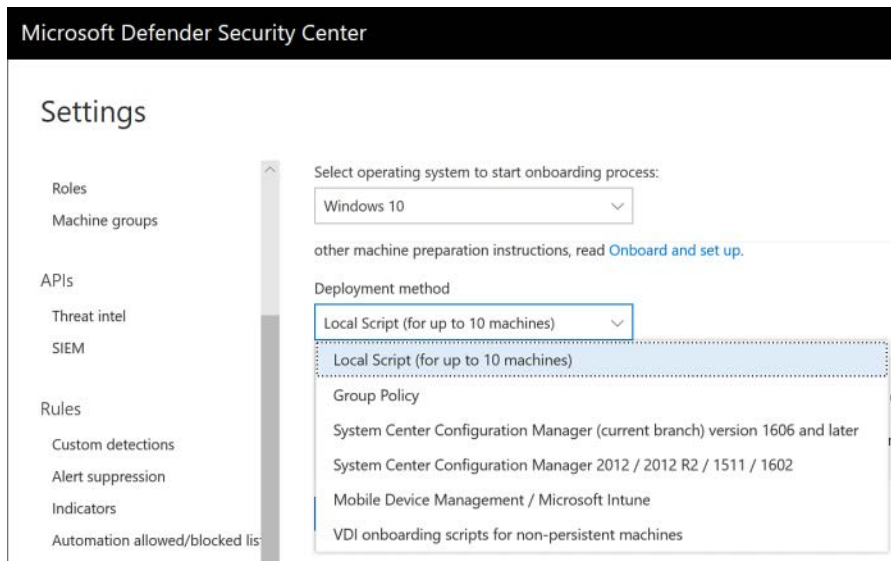 Microsoft Defender Security Center
Settings
Roles
Machine groups
APIs
Threat intel
SIEM
Rules
Custom detections
Alert suppression
Indicators
Automation allowed/blocked lis
Select operating system to start onboarding process:
Windows 10
other machine preparation instructions, read Onboard and set up.
Deployment method
Local Script (for up to 10 machines)
Local Script (for up to 10 machines)
Group Policy
System Center Configuration Manager (current branch) version 1606 and later
System Center Configuration Manager 2012 / 2012 R2 / 1511 / 1602
Mobile Device Management / Microsoft Intune
VDI onboarding scripts for non-persistent machines